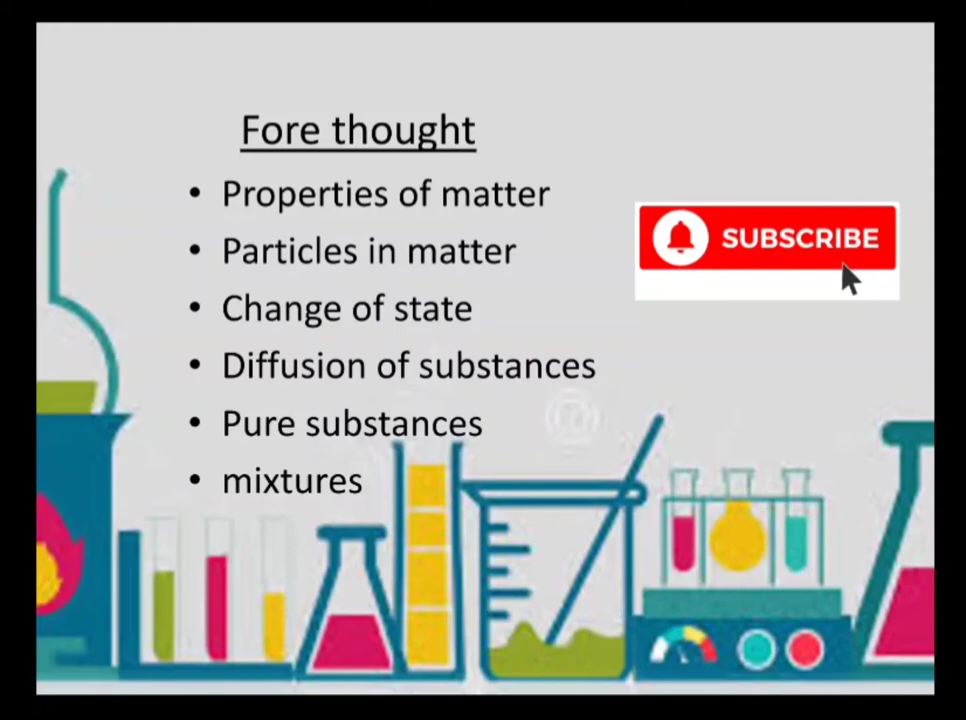 Fore thought
• Properties of matter
• Particles in matter
• Change of state
• Diffusion of substances
• Pure substances
• mixtures
SUBSCRIBE